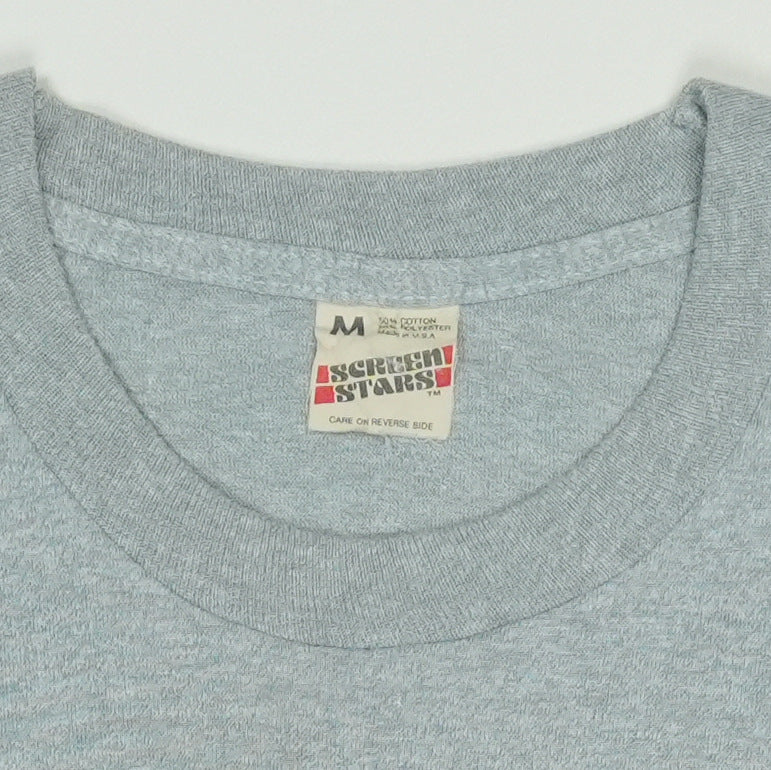 M
50% COTTON
50% POLYESTER
MADE IN U.S.A
SCREEN
STARS
TM
CARE ON REVERSE SIDE